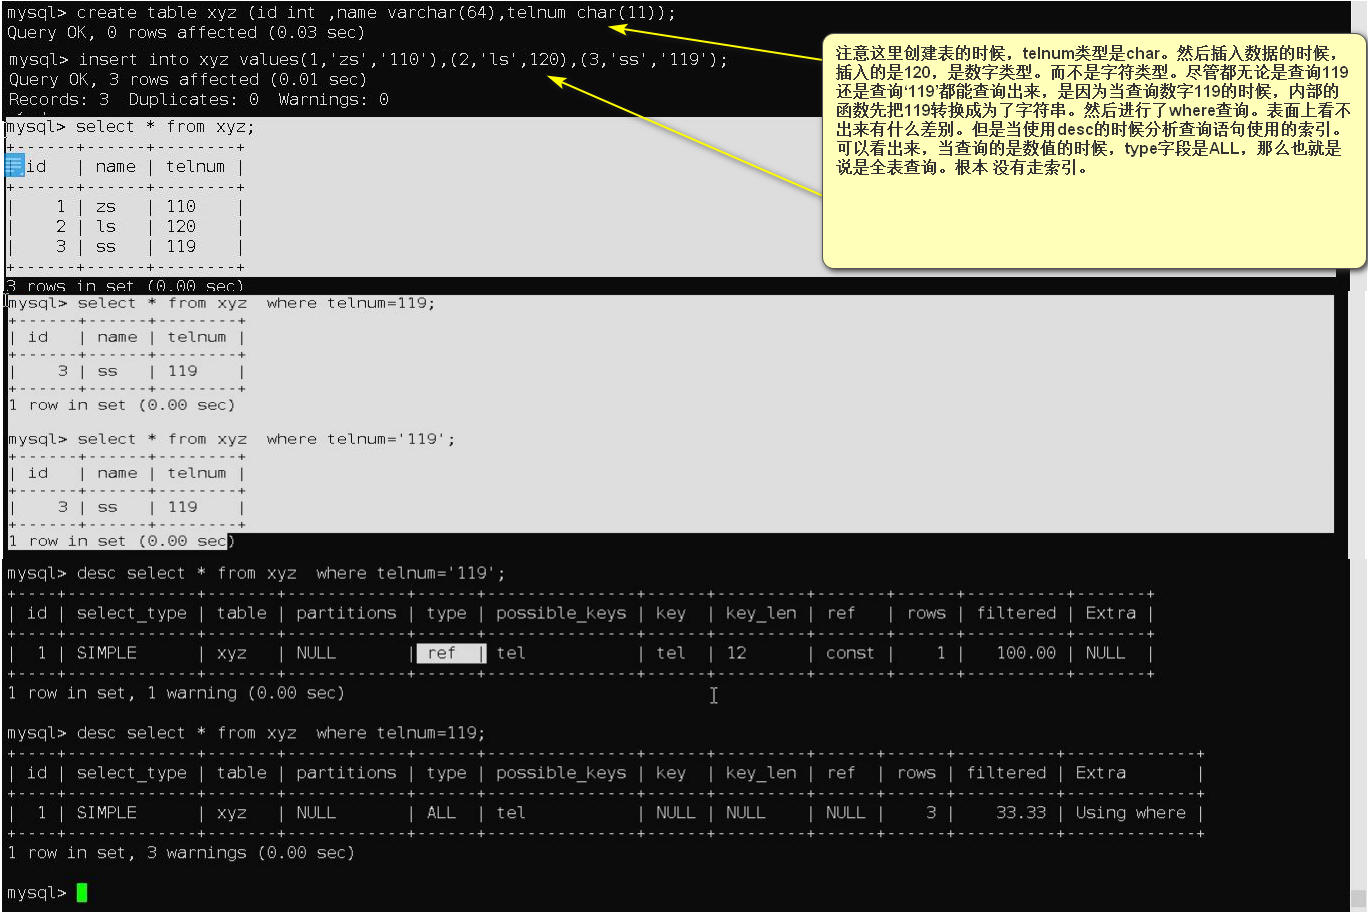 mysql> create table xyz (id int ,name varchar(64),telnum char(11));
Query OK, 0 rows affected (0.03 sec)
mysql> insert into xyz values(1,'zs','110'),(2,'ls',120),(3,'ss','119');
Query OK, 3 rows affected (0.01 sec)
Records: 3  Duplicates: 0  Warnings: 0
注意这里创建表的时候，telnum类型是char。然后插入数据的时候，
插入的是120，是数字类型。而不是字符类型。尽管都无论是查询119
还是查询‘119’都能查询出来，是因为当查询数字119的时候，内部的
函数先把119转换成为了字符串。然后进行了where查询。表面上看不
出来有什么差别。但是当使用desc的时候分析查询语句使用的索引。
可以看出来，当查询的是数值的时候，type字段是ALL，那么也就是
说是全表查询。根本 没有走索引。
mysql> select * from xyz;
+------+------+--------+
id   | name | telnum |
+------+------+--------+
|    1 | zs   | 110    |
|    2 | ls   | 120    |
|    3 | ss   | 119    |
+------+------+--------+
3 rows in set (0.00 sec)
mysql> select * from xyz  where telnum=119;
+------+------+--------+
| id   | name | telnum |
+------+------+--------+
|    3 | ss   | 119    |
+------+------+--------+
1 row in set (0.00 sec)
mysql> select * from xyz  where telnum='119';
+------+------+--------+
| id   | name | telnum |
+------+------+--------+
|    3 | ss   | 119    |
+------+------+--------+
1 row in set (0.00 sec)
mysql> desc select * from xyz  where telnum='119';
+----+-------------+-------+------------+------+---------------+------+---------+-------+------+----------+-------+
| id | select_type | table | partitions | type | possible_keys | key  | key_len | ref   | rows | filtered | Extra |
+----+-------------+-------+------------+------+---------------+------+---------+-------+------+----------+-------+
|  1 | SIMPLE      | xyz   | NULL       | ref  | tel           | tel  | 12      | const |    1 |   100.00 | NULL  |
+----+-------------+-------+------------+------+---------------+------+---------+-------+------+----------+-------+
1 row in set, 1 warning (0.00 sec)
mysql> desc select * from xyz  where telnum=119;
+----+-------------+-------+------------+------+---------------+------+---------+------+------+----------+-------------+
| id | select_type | table | partitions | type | possible_keys | key  | key_len | ref  | rows | filtered | Extra       |
+----+-------------+-------+------------+------+---------------+------+---------+------+------+----------+-------------+
|  1 | SIMPLE      | xyz   | NULL       | ALL  | tel           | NULL | NULL    | NULL |    3 |    33.33 | Using where |
+----+-------------+-------+------------+------+---------------+------+---------+------+------+----------+-------------+
1 row in set, 3 warnings (0.00 sec)
mysql>